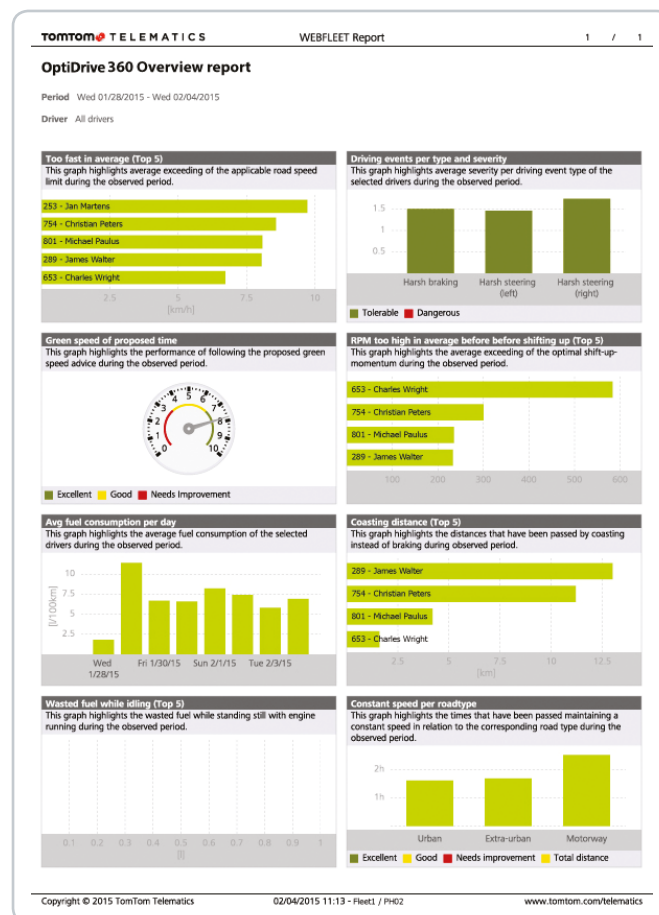 TOMTOM TELEMATICS WEBFLEET Report 1 / 1
OptiDrive 360 Overview report
Period Wed 01/28/2015 - Wed 02/04/2015
Driver All drivers
Too fast in average (Top 5)
This graph highlights average exceeding of the applicable road speed
limit during the observed period.
253 - Jan Martens
754 - Christian Peters
801 - Michael Paulus
289 - James Walter
653 - Charles Wright
2.5 5 7.5 10
[km/h]
Driving events per type and severity
This graph highlights average severity per driving event type of the
selected drivers during the observed period.
1.5
1
0.5
Harsh braking Harsh steering (left) Harsh steering (right)
Tolerable Dangerous
Green speed of proposed time
This graph highlights the performance of following the proposed green
speed advice during the observed period.
0 1 2 3 4 5 6 7 8 9 10
Excellent Good Needs Improvement
RPM too high in average before before shifting up (Top 5)
This graph highlights the average exceeding of the optimal shift-up-
momentum during the observed period.
653 - Charles Wright
754 - Christian Peters
801 - Michael Paulus
289 - James Walter
100 200 300 400 500 600
Avg fuel consumption per day
This graph highlights the average fuel consumption of the selected
drivers during the observed period.
[l/100km]
10
7.5
5
2.5
Wed 1/28/15 Fri 1/30/15 Sun 2/1/15 Tue 2/3/15
Coasting distance (Top 5)
This graph highlights the distances that have been passed by coasting
instead of braking during observed period.
289 - James Walter
754 - Christian Peters
801 - Michael Paulus
653 - Charles Wright
2.5 5 7.5 10 12.5
[km]
Wasted fuel while idling (Top 5)
This graph highlights the wasted fuel while standing still with engine
running during the observed period.
0.1 0.2 0.3 0.4 0.5 0.6 0.7 0.8 0.9 1
[l]
Constant speed per roadtype
This graph highlights the times that have been passed maintaining a
constant speed in relation to the corresponding road type during the
observed period.
2h
1h
Urban Extra-urban Motorway
Excellent Good Needs improvement Total distance
Copyright © 2015 TomTom Telematics 02/04/2015 11:13 - Fleet1 / PH02 www.tomtom.com/telematics